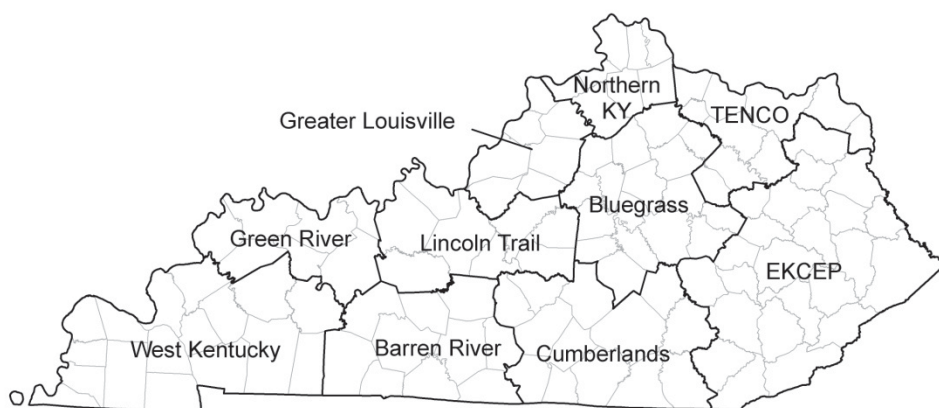 Northern
KY
TENCO
Greater Louisville
Bluegrass
Green River
Lincoln Trail
EKCEP
West Kentucky
Barren River
Cumberlands